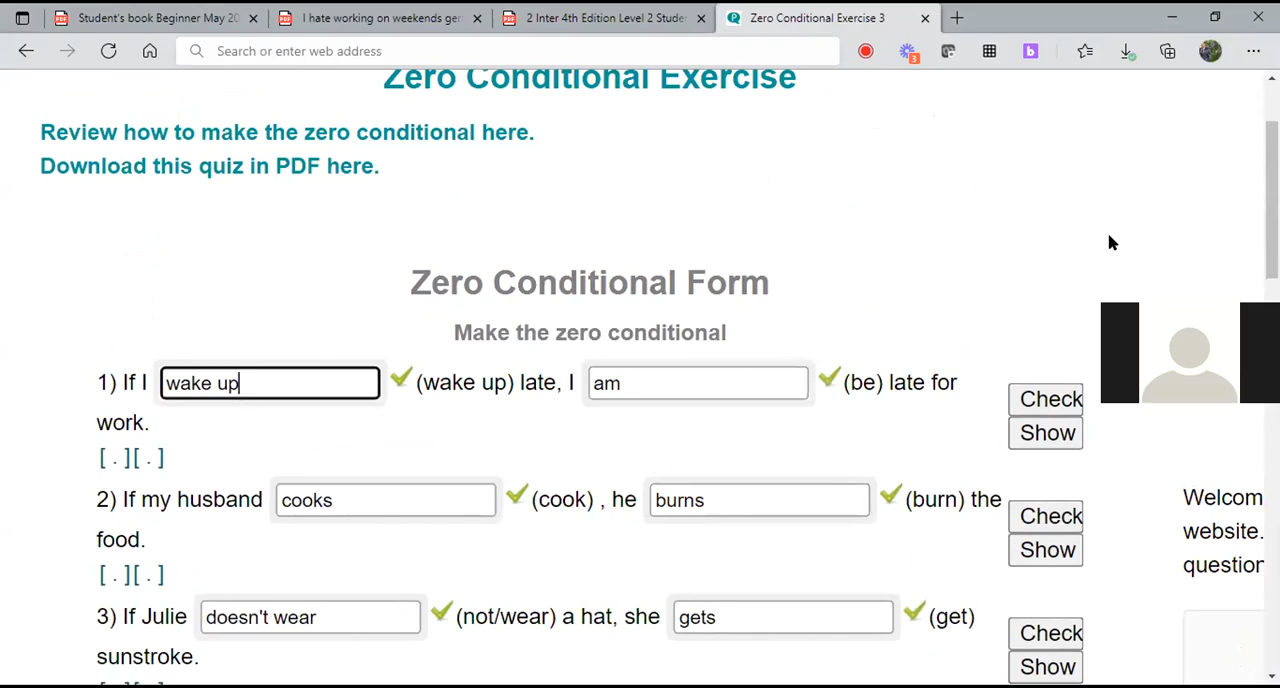 Student's book Beginner May 20
I hate working on weekends ger
2 Inter 4th Edition Level 2 Stude
Zero Conditional Exercise 3
Search or enter web address
3
b
Zero Conditional Exercise
Review how to make the zero conditional here.
Download this quiz in PDF here.
Zero Conditional Form
Make the zero conditional
1) If I wake up (wake up) late, I am (be) late for
work.
Check
Show
[ . ][ . ]
2) If my husband cooks (cook) , he burns (burn) the
food.
Check
Show
[ . ][ . ]
3) If Julie doesn't wear (not/wear) a hat, she gets (get)
sunstroke.
Check
Show
Welcom
website.
question